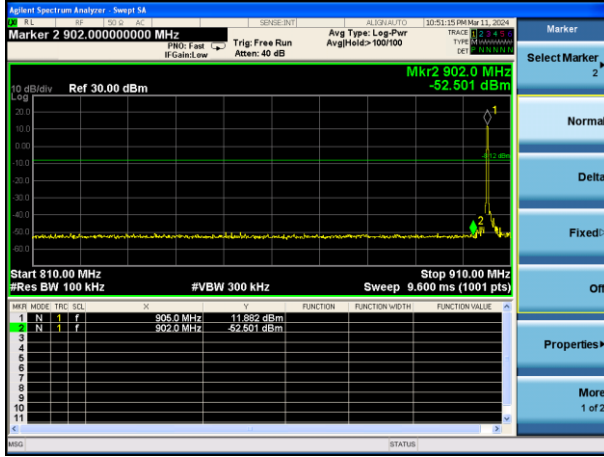 Agilent Spectrum Analyzer - Swept SA
RL RF 50 Ω AC SENSE:INT ALIGNAUTO 10:51:15 PM Mar 11, 2024
Marker 2 902.000000000 MHz
PNO: Fast
IFGain:Low
Trig: Free Run
Atten: 40 dB
Avg Type: Log-Pwr
Avg|Hold>100/100
TRACE 1 2 3 4 5 6
TYPE M
DET P N N N N N
Mkr2 902.0 MHz
-52.501 dBm
10 dB/div Ref 30.00 dBm
Log
20.0
10.0
0.00
-10.0
-20.0
-30.0
-40.0
-50.0
-60.0
1
2
Start 810.00 MHz Stop 910.00 MHz
#Res BW 100 kHz #VBW 300 kHz Sweep 9.600 ms (1001 pts)
MKR MODE TRC SCL X Y FUNCTION FUNCTION WIDTH FUNCTION VALUE
1 N 1 f 905.0 MHz 11.882 dBm
2 N 1 f 902.0 MHz -52.501 dBm
3
4
5
6
7
8
9
10
11
MSG STATUS
Marker
Select Marker
2
Normal
Delta
Fixed
Off
Properties
More
1 of 2